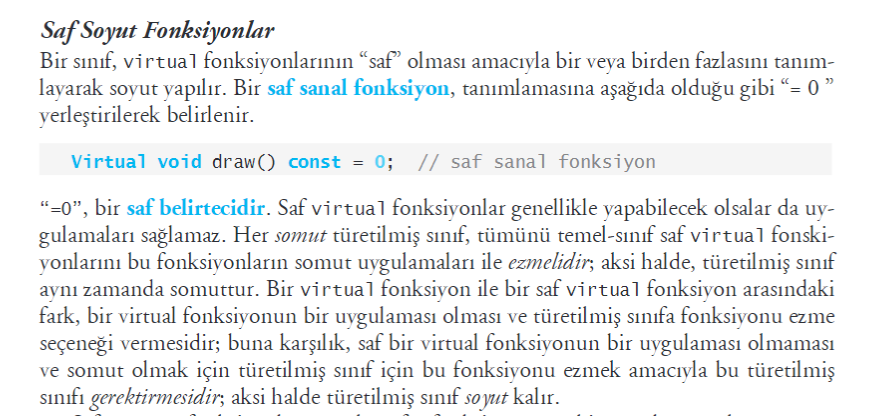 Saf Soyut Fonksiyonlar
Bir sınıf, virtual fonksiyonlarının “saf” olması amacıyla bir veya birden fazlasını tanım-
layarak soyut yapılır. Bir saf sanal fonksiyon, tanımlamasına aşağıda olduğu gibi “= 0 ”
yerleştirilerek belirlenir.
Virtual void draw() const = 0; // saf sanal fonksiyon
“=0”, bir saf belirtecidir. Saf virtual fonksiyonlar genellikle yapabilecek olsalar da uy-
gulamaları sağlamaz. Her somut türetilmiş sınıf, tümünü temel-sınıf saf virtual fonski-
yonlarını bu fonksiyonların somut uygulamaları ile ezmelidir; aksi halde, türetilmiş sınıf
aynı zamanda somuttur. Bir virtual fonksiyon ile bir saf virtual fonksiyon arasındaki
fark, bir virtual fonksiyonun bir uygulaması olması ve türetilmiş sınıfa fonksiyonu ezme
seçeneği vermesidir; buna karşılık, saf bir virtual fonksiyonun bir uygulaması olmaması
ve somut olmak için türetilmiş sınıf için bu fonksiyonu ezmek amacıyla bu türetilmiş
sınıfı gerektirmesidir; aksi halde türetilmiş sınıf soyut kalır.